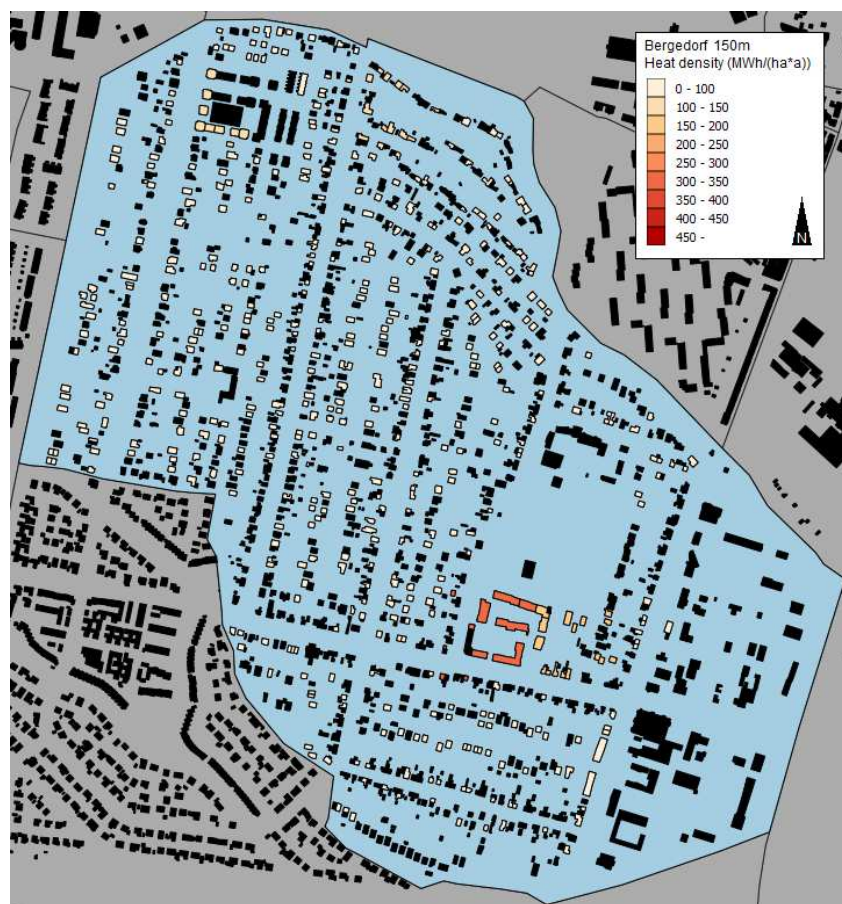 Bergedorf 150m
Heat density (MWh/(ha*a))
0 - 100
100 - 150
150 - 200
200 - 250
250 - 300
300 - 350
350 - 400
400 - 450
450 -
N